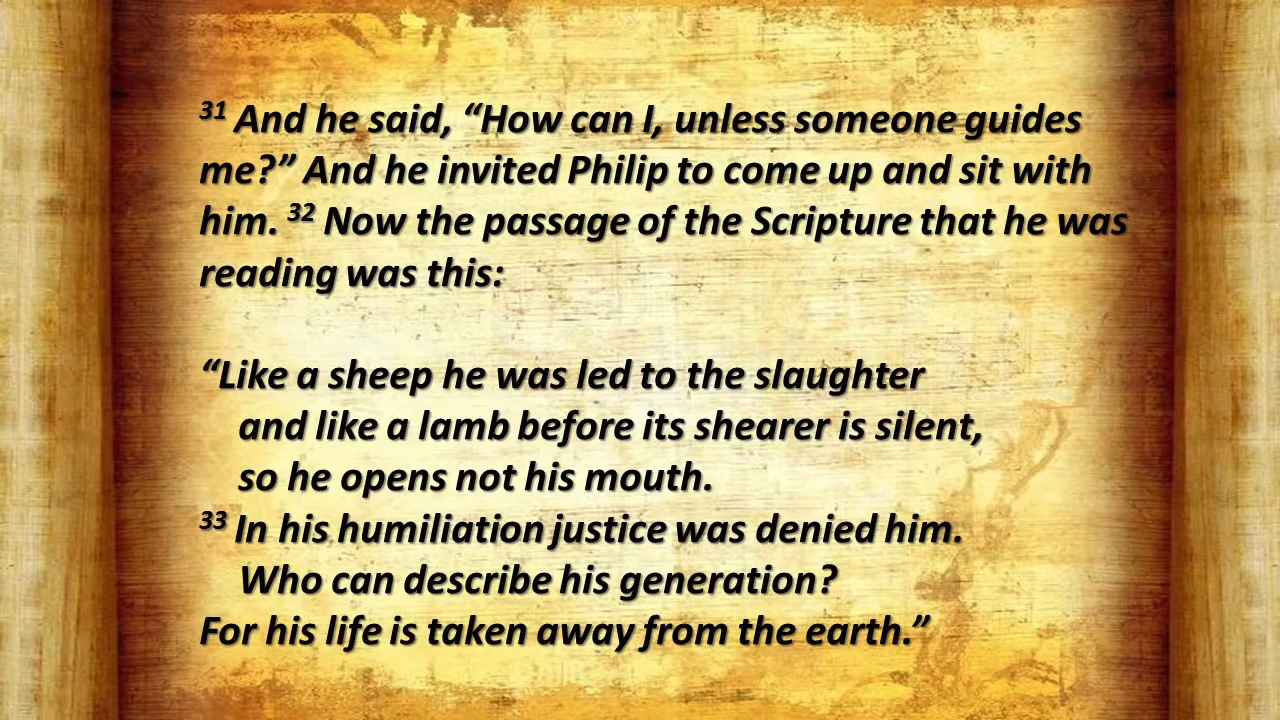 31 And he said, “How can I, unless someone guides
me?” And he invited Philip to come up and sit with
him. 32 Now the passage of the Scripture that he was
reading was this:
“Like a sheep he was led to the slaughter
and like a lamb before its shearer is silent,
so he opens not his mouth.
33 In his humiliation justice was denied him.
Who can describe his generation?
For his life is taken away from the earth.”